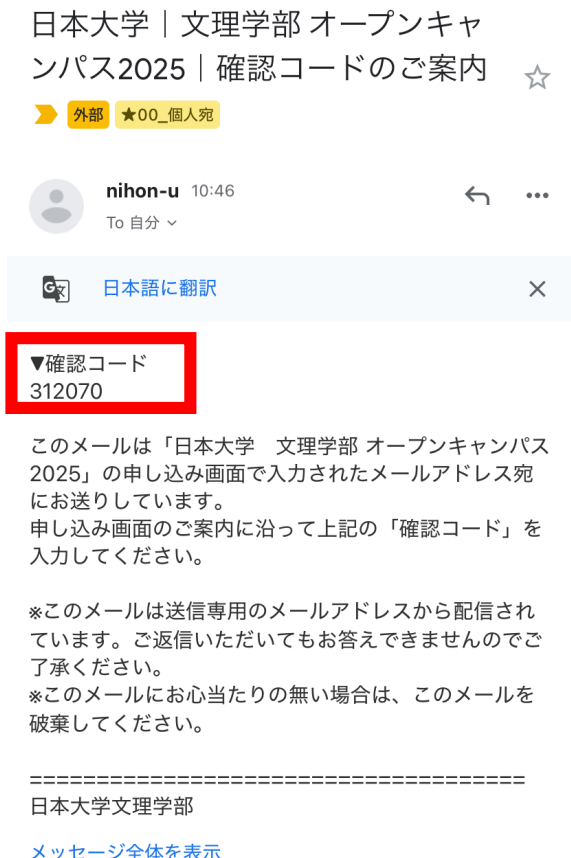 日本大学｜文理学部 オープンキャ
ンパス2025｜確認コードのご案内
外部 ★00_個人宛
nihon-u 10:46
To 自分
日本語に翻訳
▼確認コード
312070
このメールは「日本大学　文理学部 オープンキャンパス
2025」の申し込み画面で入力されたメールアドレス宛
にお送りしています。
申し込み画面のご案内に沿って上記の「確認コード」を
入力してください。
※このメールは送信専用のメールアドレスから配信され
ています。ご返信いただいてもお答えできませんのでご
了承ください。
※このメールにお心当たりの無い場合は、このメールを
破棄してください。
=====================================
日本大学文理学部
メッセージ全体を表示